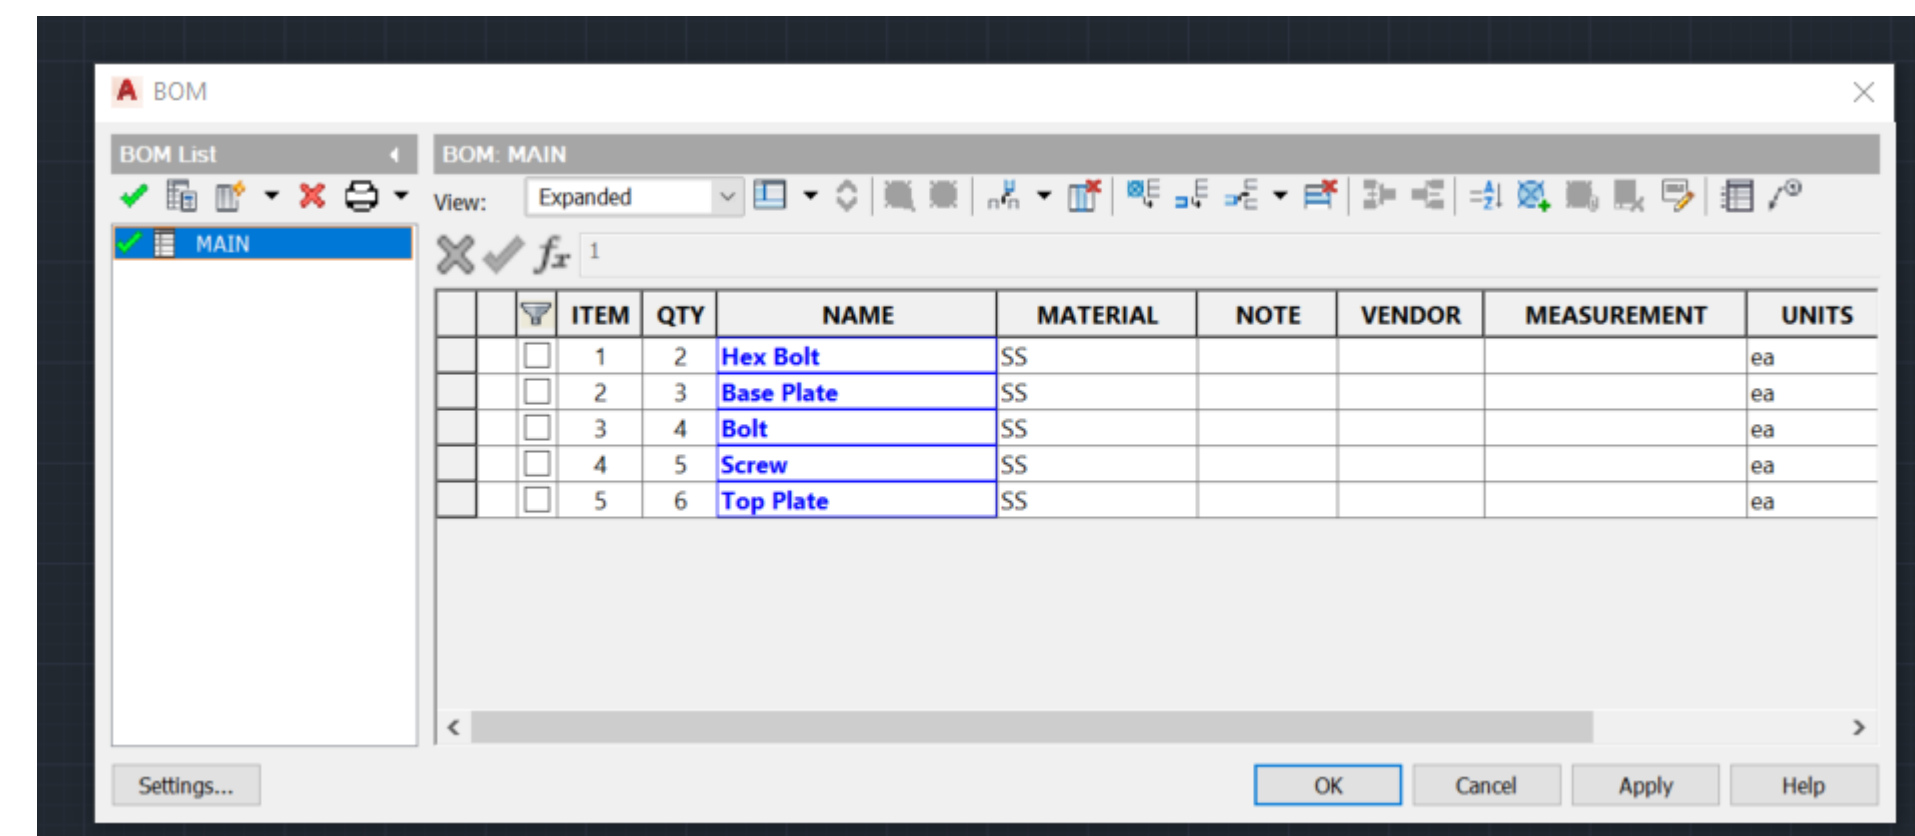 A BOM
BOM List
BOM: MAIN
View: Expanded
MAIN
fx 1
ITEM QTY NAME MATERIAL NOTE VENDOR MEASUREMENT UNITS
1 2 Hex Bolt SS ea
2 3 Base Plate SS ea
3 4 Bolt SS ea
4 5 Screw SS ea
5 6 Top Plate SS ea
Settings... OK Cancel Apply Help